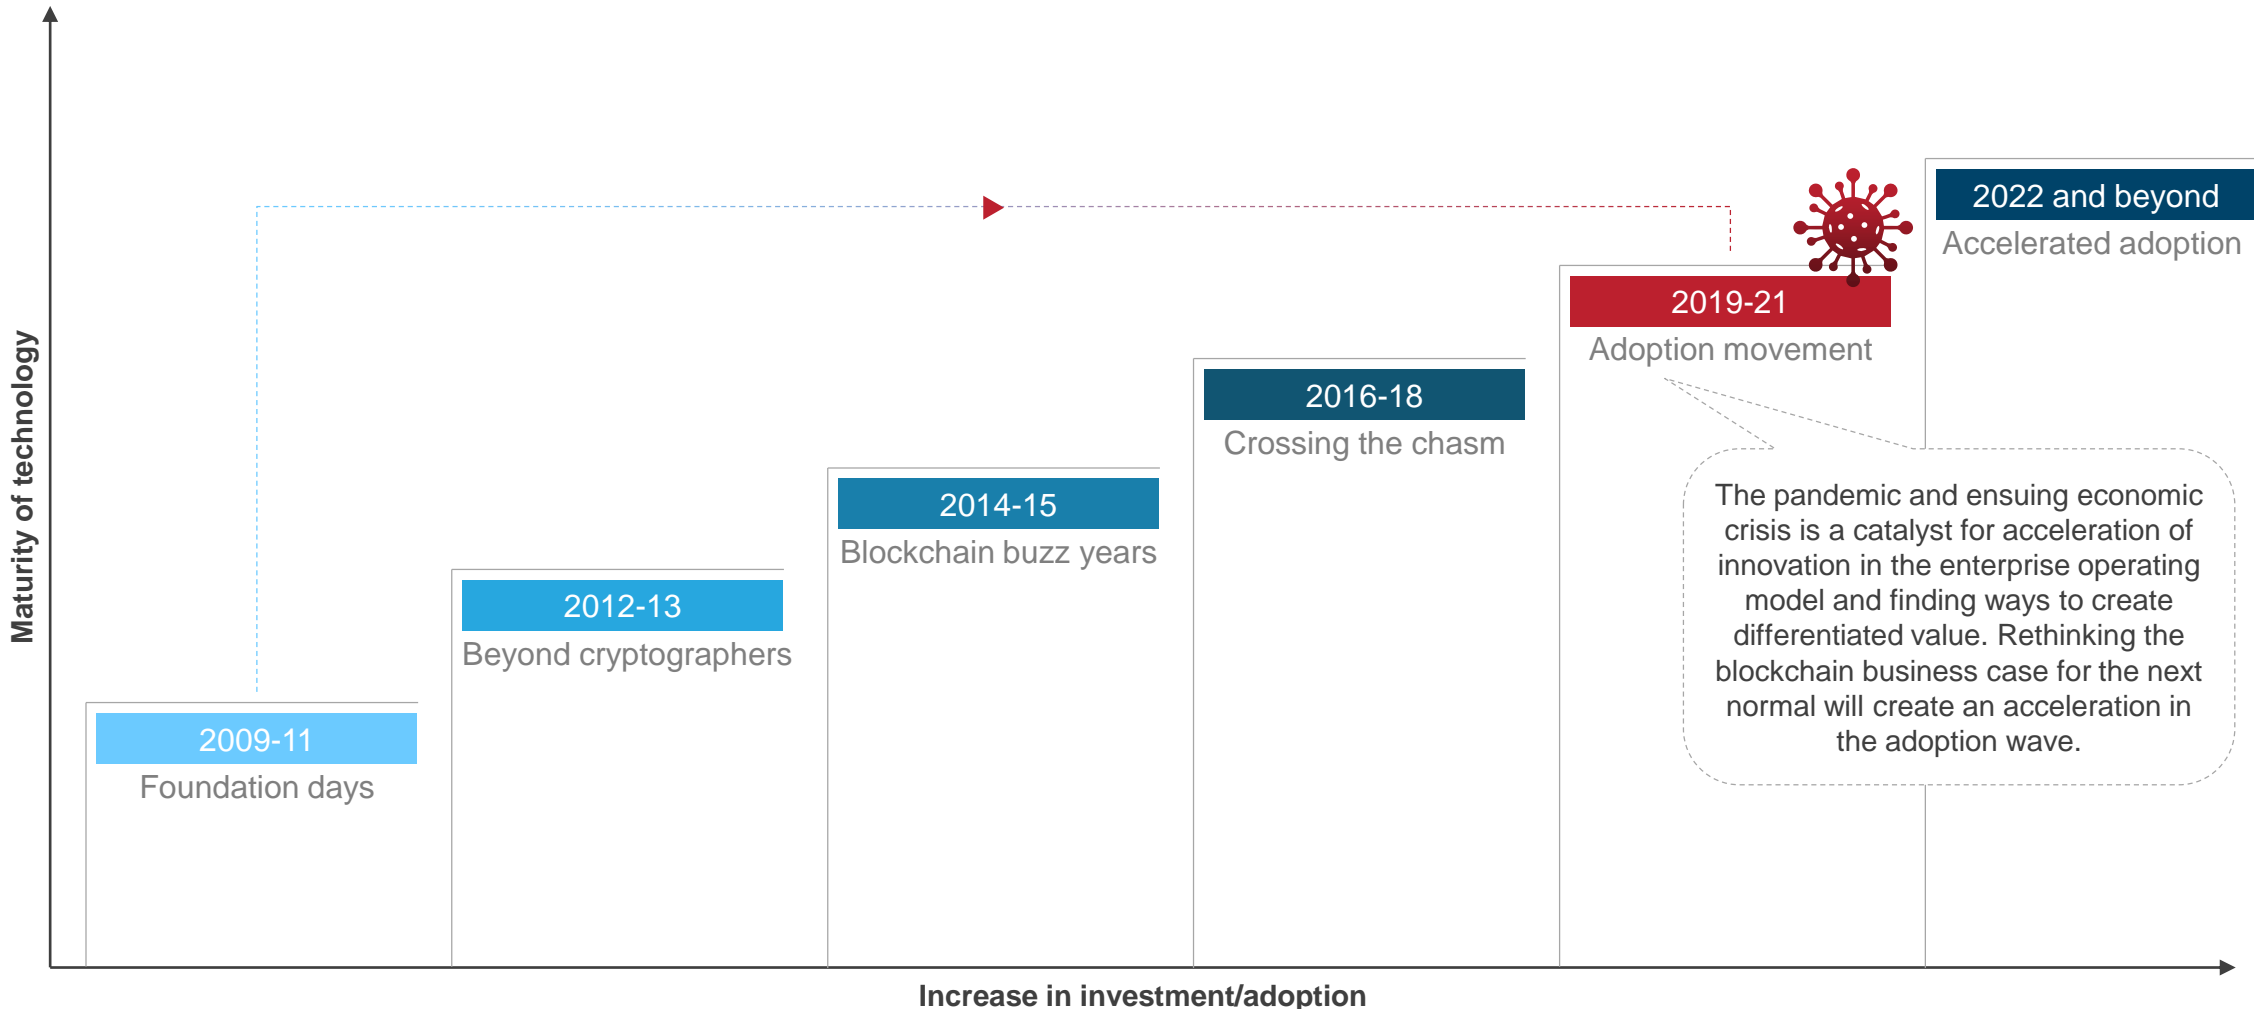 Maturity of technology
2009-11
Foundation days
2012-13
Beyond cryptographers
2014-15
Blockchain buzz years
2016-18
Crossing the chasm
2019-21
Adoption movement
2022 and beyond
Accelerated adoption
The pandemic and ensuing economic
crisis is a catalyst for acceleration of
innovation in the enterprise operating
model and finding ways to create
differentiated value. Rethinking the
blockchain business case for the next
normal will create an acceleration in
the adoption wave.
Increase in investment/adoption